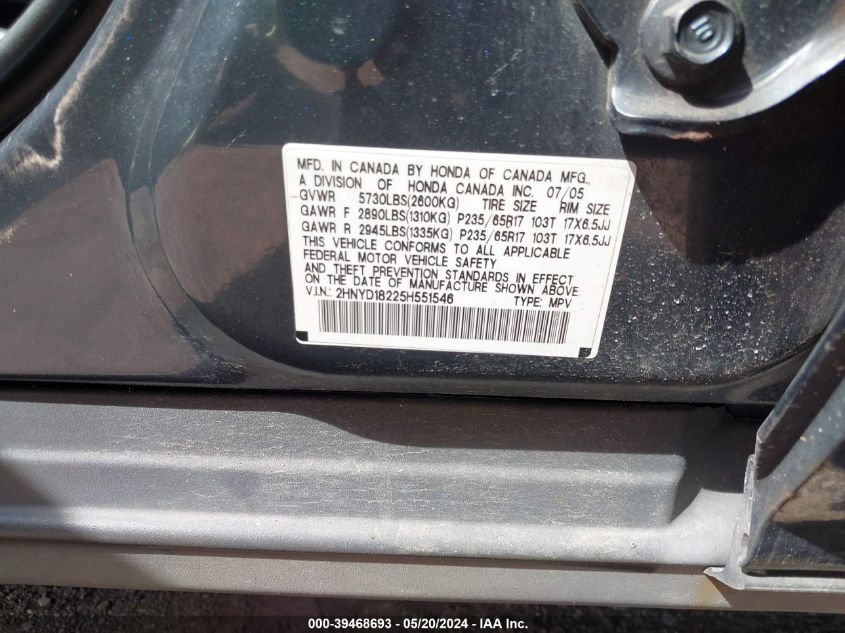 10
MFD. IN CANADA BY HONDA OF CANADA MFG.,
A DIVISION OF HONDA CANADA INC. 07/05
GVWR 5730LBS(2600KG) TIRE SIZE RIM SIZE
GAWR F 2890LBS(1310KG) P235/65R17 103T 17X6.5JJ
GAWR R 2945LBS(1335KG) P235/65R17 103T 17X6.5JJ
THIS VEHICLE CONFORMS TO ALL APPLICABLE
FEDERAL MOTOR VEHICLE SAFETY
AND THEFT PREVENTION STANDARDS IN EFFECT
ON THE DATE OF MANUFACTURE SHOWN ABOVE.
V.I.N.: 2HNYD18225H551546 TYPE: MPV
000-39468693 - 05/20/2024 - IAAI.com